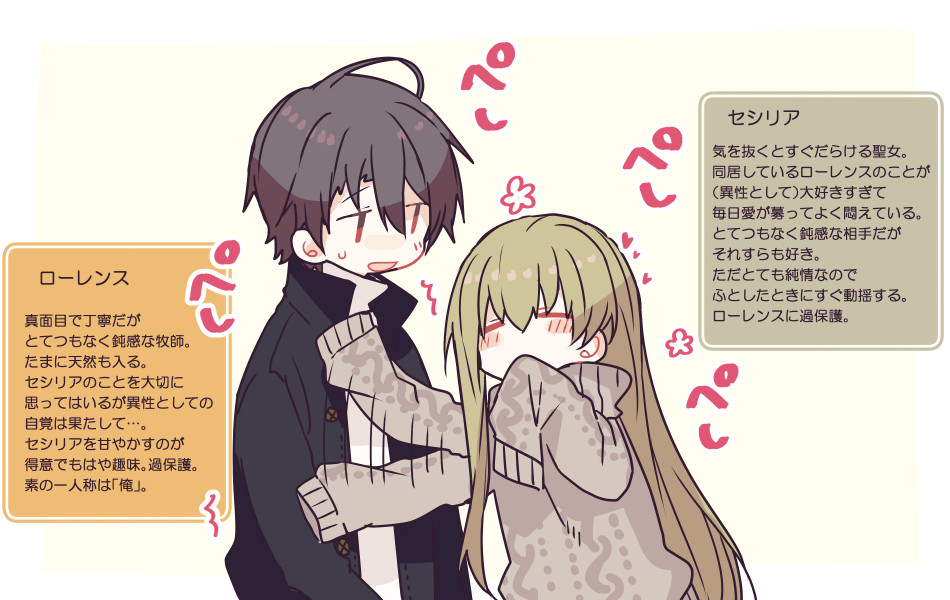 ローレンス
真面目で丁寧だが
とてつもなく鈍感な牧師。
たまに天然も入る。
セシリアのことを大切に
思ってはいるが異性としての
自覚は果たして…。
セシリアを甘やかすのが
得意でもはや趣味。過保護。
素の一人称は「俺」。
ぺし
ぺし
ぺし
ぺし
セシリア
気を抜くとすぐだらける聖女。
同居しているローレンスのことが
(異性として)大好きすぎて
毎日愛が募ってよく悶えている。
とてつもなく鈍感な相手だが
それすらも好き。
ただとても純情なので
ふとしたときにすぐ動揺する。
ローレンスに過保護。